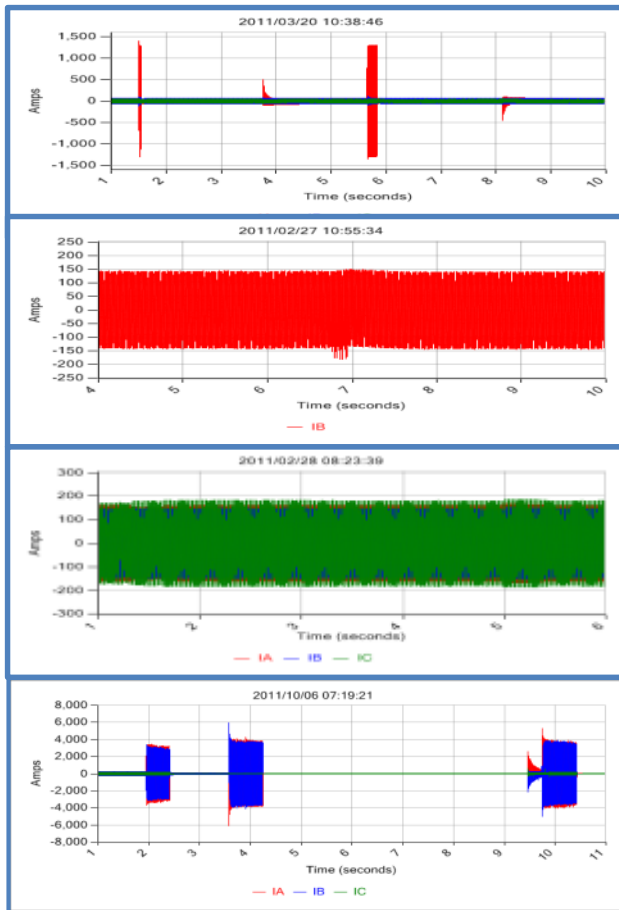 2011/03/20 10:38:46
1,500
1,000
500
0
-500
-1,000
-1,500
Amps
1 2 3 4 5 6 7 8 9 10
Time (seconds)
2011/02/27 10:55:34
250
200
150
100
50
0
-50
-100
-150
-200
-250
Amps
4 5 6 7 8 9 10
Time (seconds)
IB
2011/02/28 08:23:39
300
200
100
0
-100
-200
-300
Amps
1 2 3 4 5 6
Time (seconds)
IA IB IC
2011/10/06 07:19:21
8,000
6,000
4,000
2,000
0
-2,000
-4,000
-6,000
-8,000
Amps
1 2 3 4 5 6 7 8 9 10 11
Time (seconds)
IA IB IC